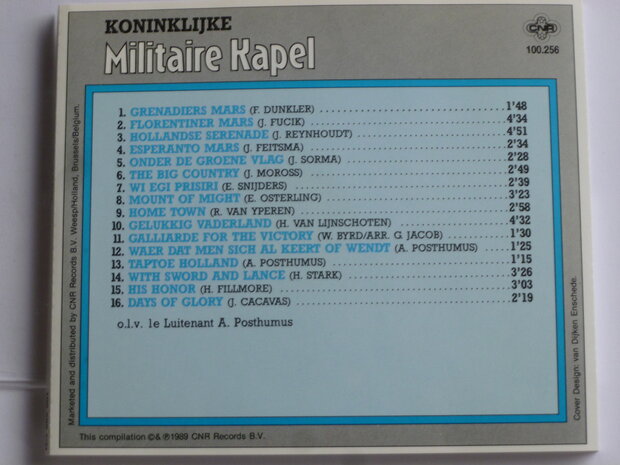 KONINKLIJKE
Militaire Kapel
CNR
100.256
1. GRENADIERS MARS (F. DUNKLER) 1'48
2. FLORENTINER MARS (J. FUCIK) 4'34
3. HOLLANDSE SERENADE (J. REYNHOUDT) 4'51
4. ESPERANTO MARS (J. FEITSMA) 2'34
5. ONDER DE GROENE VLAG (J. SORMA) 2'28
6. THE BIG COUNTRY (J. MOROSS) 2'49
7. WI EGI PRISIRI (E. SNIJDERS) 2'39
8. MOUNT OF MIGHT (E. OSTERLING) 3'23
9. HOME TOWN (R. VAN YPEREN) 2'58
10. GELUKKIG VADERLAND (H. VAN LIJNSCHOTEN) 4'32
11. GALLIARDE FOR THE VICTORY (W. BYRD/ARR. G. JACOB) 1'30
12. WAER DAT MEN SICH AL KEERT OF WENDT (A. POSTHUMUS) 1'25
13. TAPTOE HOLLAND (A. POSTHUMUS) 1'15
14. WITH SWORD AND LANCE (H. STARK) 3'26
15. HIS HONOR (H. FILLMORE) 3'03
16. DAYS OF GLORY (J. CACAVAS) 2'19
o.l.v. 1e Luitenant A. Posthumus
Marketed and distributed by CNR Records B.V. Weesp/Holland, Brussels/Belgium.
Cover Design: van Dijken Enschede.
This compilation ©& ℗ 1989 CNR Records B.V.